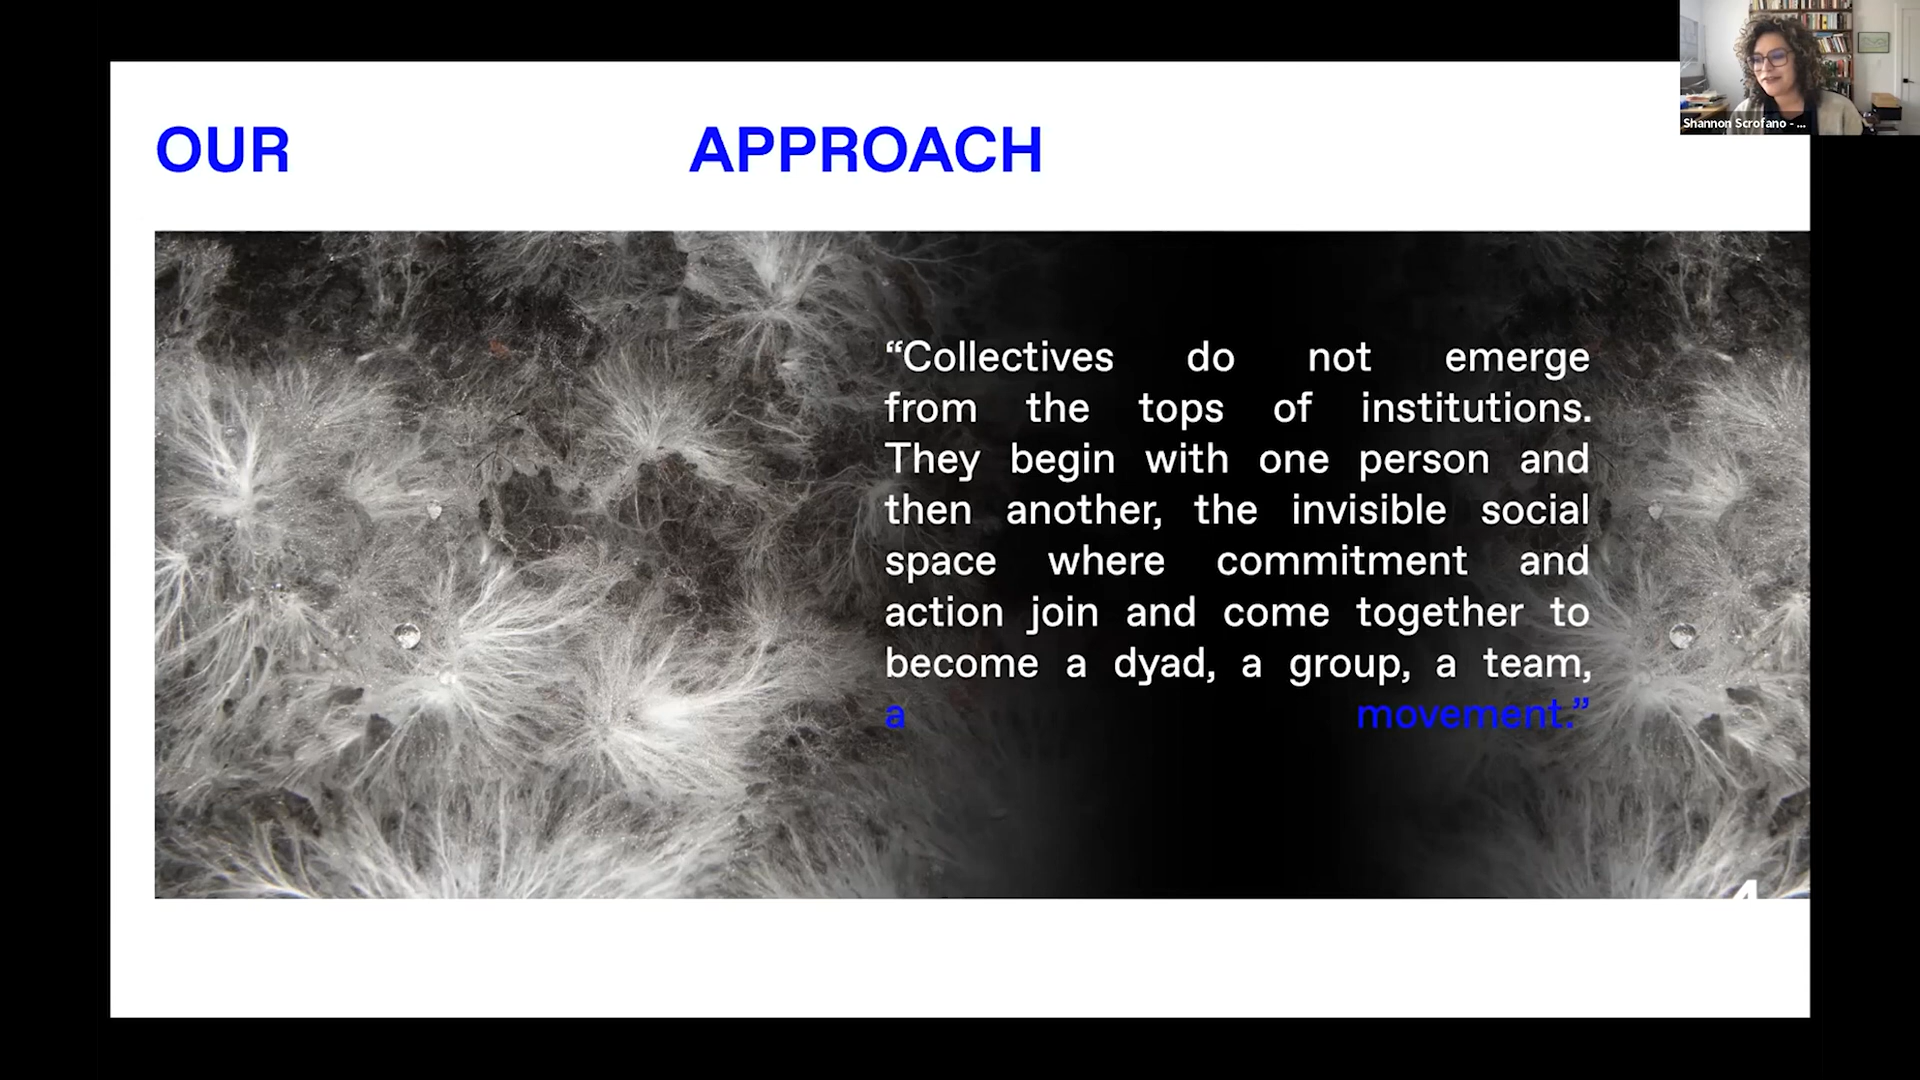 OUR APPROACH
Shannon Scrofano - ...
“Collectives do not emerge
from the tops of institutions.
They begin with one person and
then another, the invisible social
space where commitment and
action join and come together to
become a dyad, a group, a team,
a movement.”
4